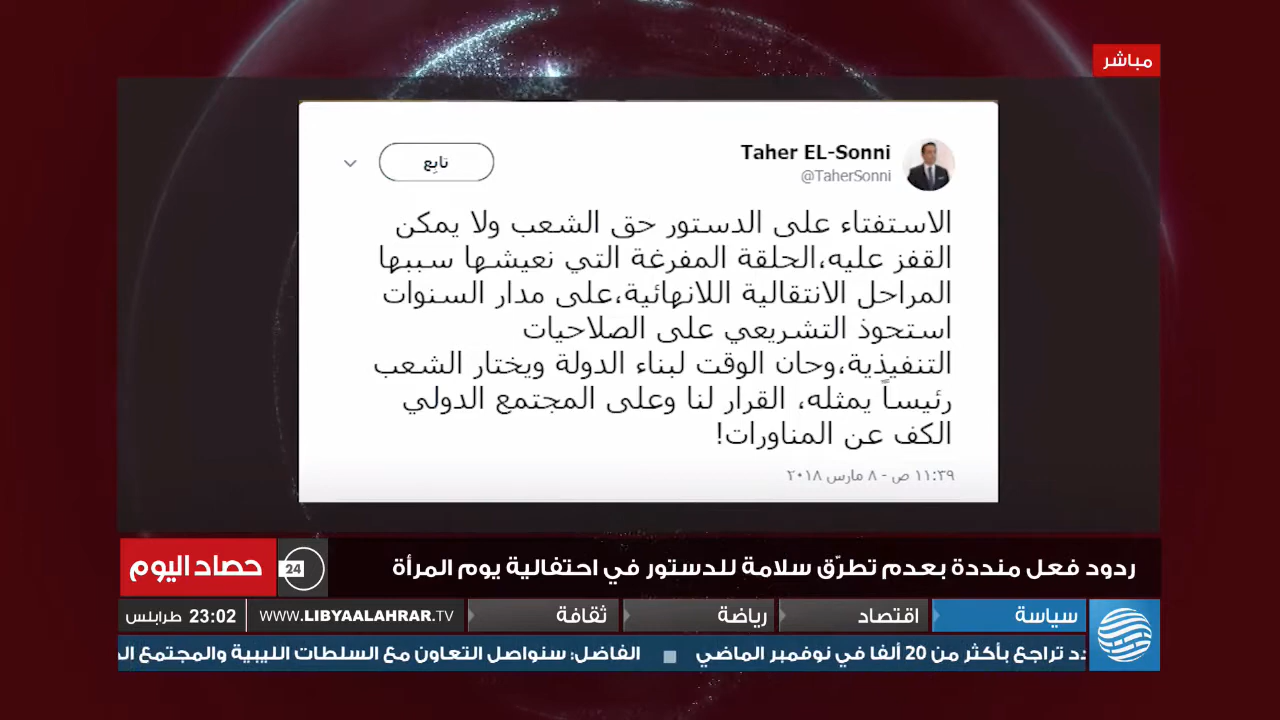 مباشر
Taher EL-Sonni
@TaherSonni
تابِع
الاستفتاء على الدستور حق الشعب ولا يمكن
القفز عليه،الحلقة المفرغة التي نعيشها سببها
المراحل الانتقالية اللانهائية،على مدار السنوات
استحوذ التشريعي على الصلاحيات
التنفيذية،وحان الوقت لبناء الدولة ويختار الشعب
رئيساً يمثله، القرار لنا وعلى المجتمع الدولي
الكف عن المناورات!
١١:٣٩ ص - ٨ مارس ٢٠١٨
ردود فعل منددة بعدم تطرّق سلامة للدستور في احتفالية يوم المرأة
24
حصاد اليوم
سياسة
اقتصاد
رياضة
ثقافة
WWW.LIBYAALAHRAR.TV
23:02 طرابلس
تراجع بأكثر من 20 ألفا في نوفمبر الماضي ■ الفاضل: سنواصل التعاون مع السلطات الليبية والمجتمع